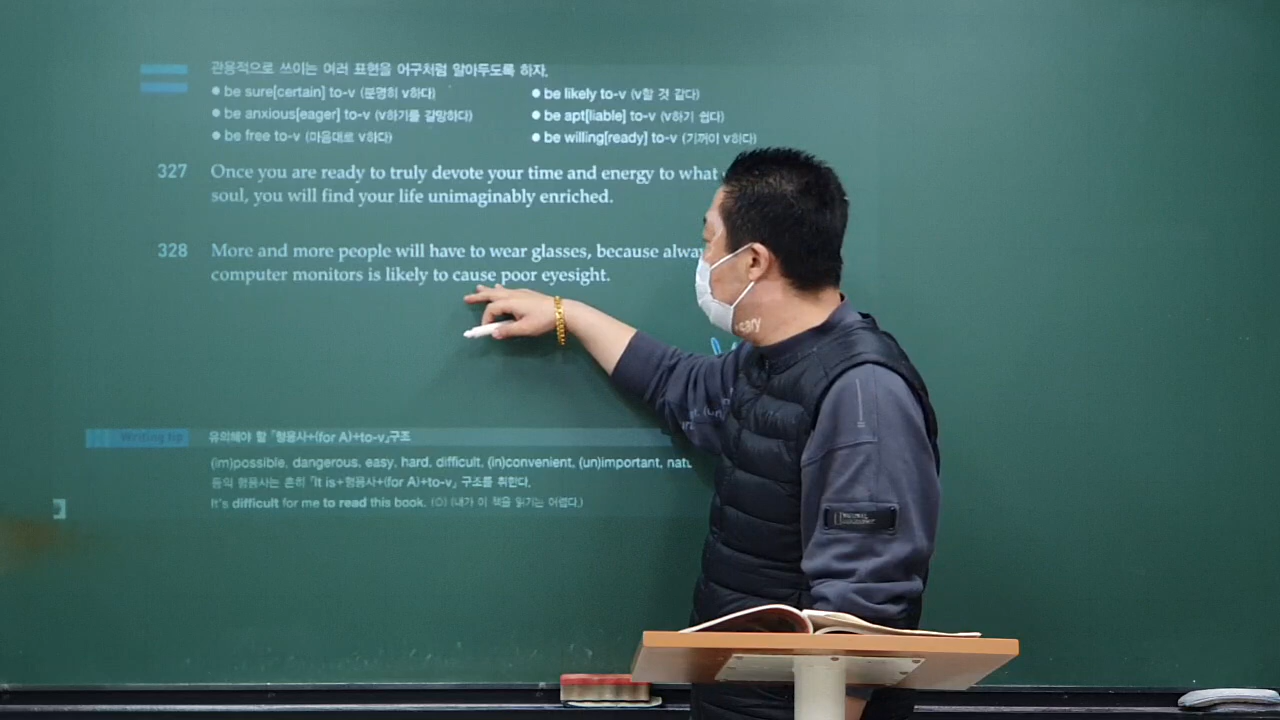 관용적으로 쓰이는 여러 표현을 어구처럼 알아두도록 하자.
● be sure[certain] to-v (분명히 v하다)
● be likely to-v (v할 것 같다)
● be anxious[eager] to-v (v하기를 갈망하다)
● be apt[liable] to-v (v하기 쉽다)
● be free to-v (마음대로 v하다)
● be willing[ready] to-v (기꺼이 v하다)
327 Once you are ready to truly devote your time and energy to what
soul, you will find your life unimaginably enriched.
328 More and more people will have to wear glasses, because
computer monitors is likely to cause poor eyesight.
Writing tip 유의해야 할 「형용사+(for A)+to-v」구조
(im)possible, dangerous, easy, hard, difficult, (in)convenient, (un)important,
등의 형용사는 흔히 「It is+형용사+(for A)+to-v」 구조를 취한다.
It's difficult for me to read this book. (O) (내가 이 책을 읽기는 어렵다.)